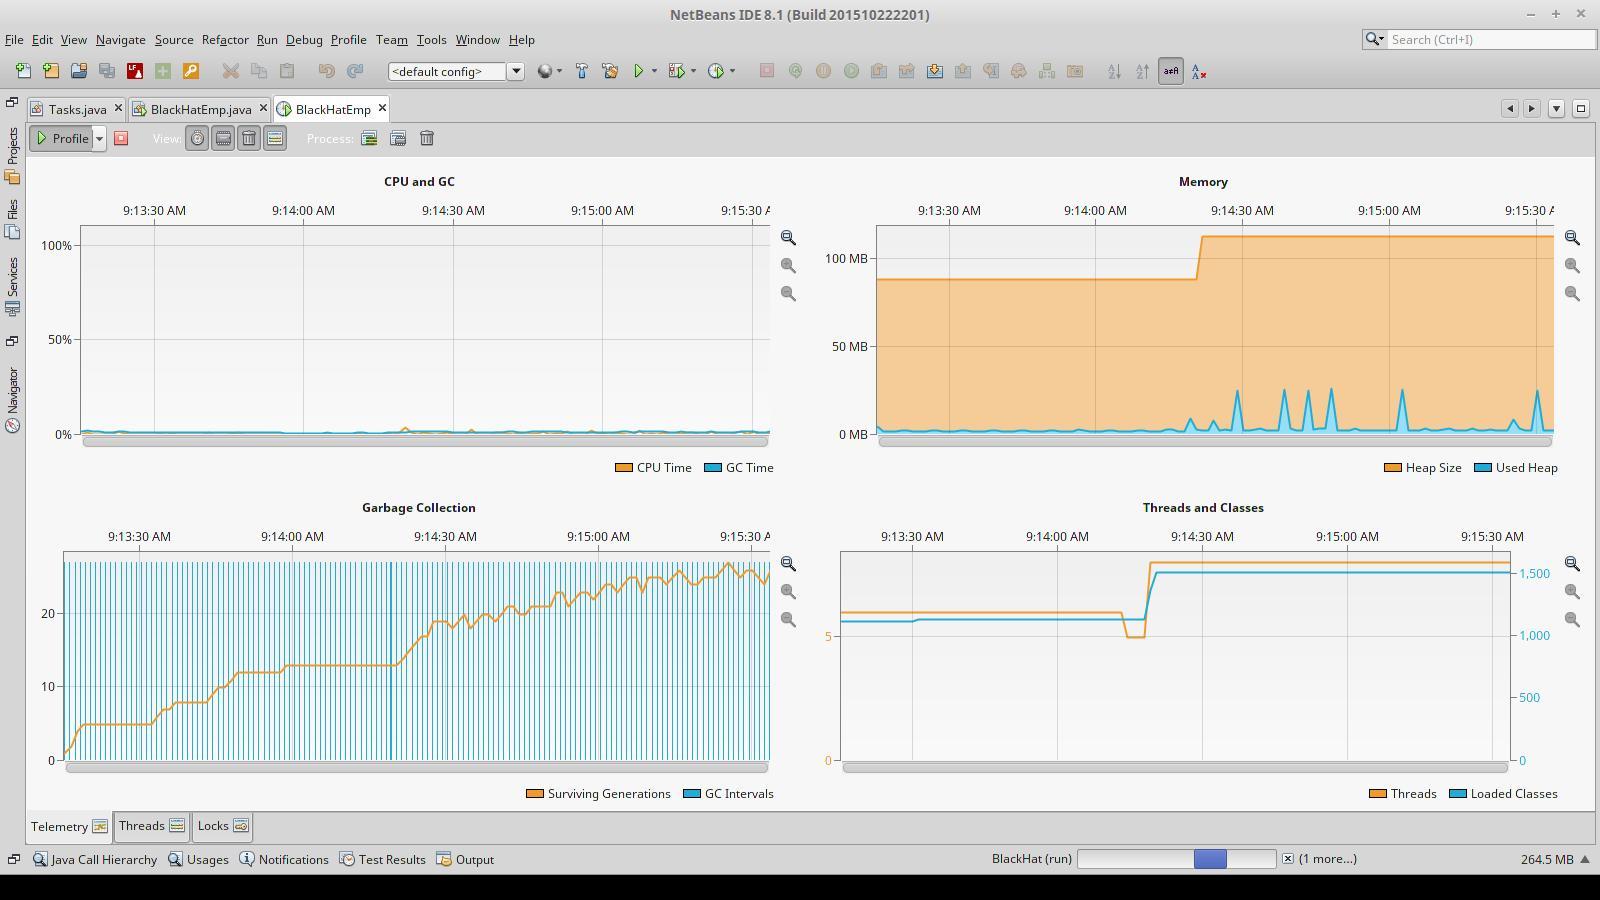 NetBeans IDE 8.1 (Build 201510222201)
File Edit View Navigate Source Refactor Run Debug Profile Team Tools Window Help
Search (Ctrl+I)
LF
<default config>
Tasks.java
BlackHatEmp.java
BlackHatEmp
Profile
View:
Process:
Projects
Files
Services
Navigator
CPU and GC
9:13:30 AM 9:14:00 AM 9:14:30 AM 9:15:00 AM 9:15:30 A
100%
50%
0%
CPU Time GC Time
Memory
9:13:30 AM 9:14:00 AM 9:14:30 AM 9:15:00 AM 9:15:30 A
100 MB
50 MB
0 MB
Heap Size Used Heap
Garbage Collection
9:13:30 AM 9:14:00 AM 9:14:30 AM 9:15:00 AM 9:15:30 A
20
10
0
Surviving Generations GC Intervals
Threads and Classes
9:13:30 AM 9:14:00 AM 9:14:30 AM 9:15:00 AM 9:15:30 AM
5
0
1,500
1,000
500
0
Threads Loaded Classes
Telemetry Threads Locks
Java Call Hierarchy Usages Notifications Test Results Output
BlackHat (run)
(1 more...)
264.5 MB